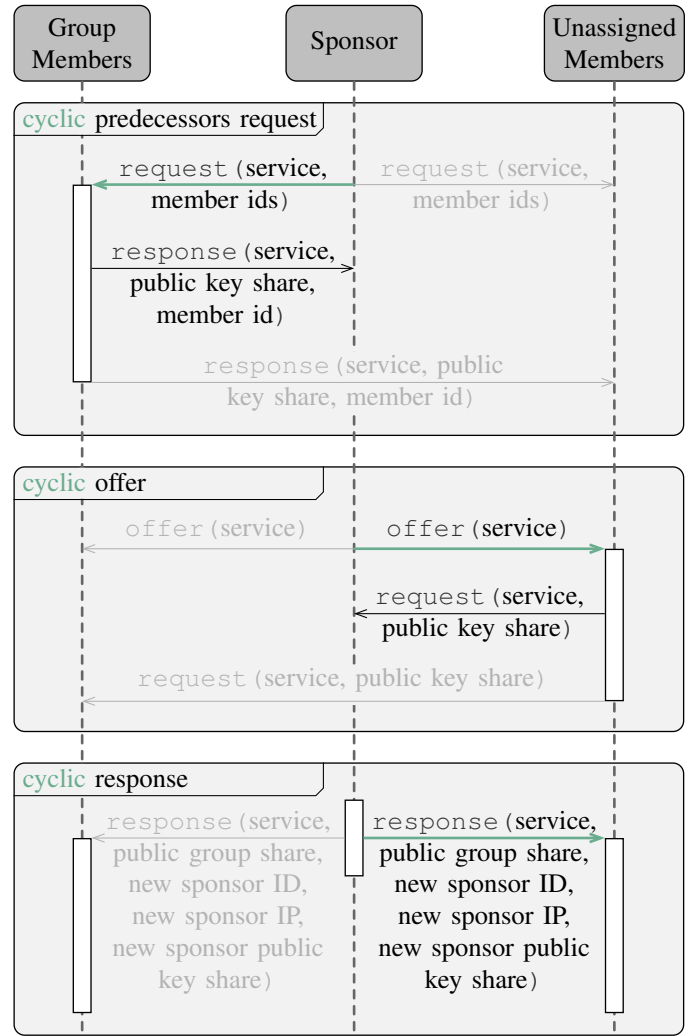 Group
Members
Sponsor
Unassigned
Members
cyclic predecessors request
request(service,
member ids)
request(service,
member ids)
response(service,
public key share,
member id)
response(service, public
key share, member id)
cyclic offer
offer(service)
offer(service)
request(service,
public key share)
request(service, public key share)
cyclic response
response(service,
public group share,
new sponsor ID,
new sponsor IP,
new sponsor public
key share)
response(service,
public group share,
new sponsor ID,
new sponsor IP,
new sponsor public
key share)